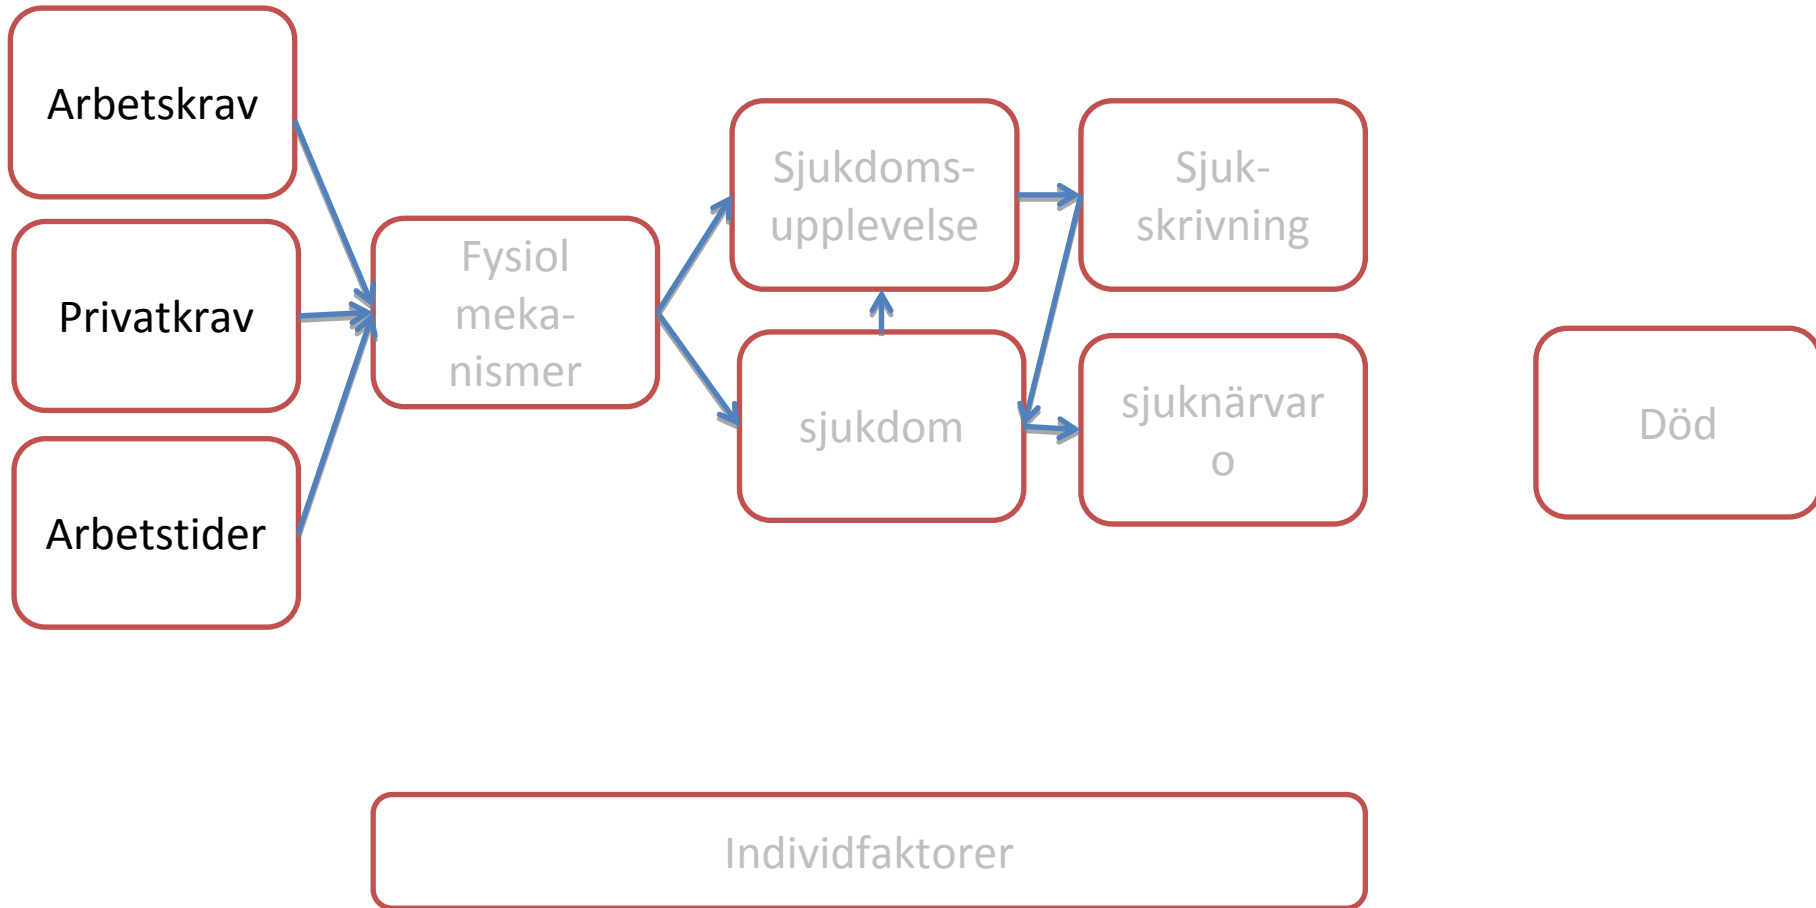 Arbetskrav
Privatkrav
Arbetstider
Fysiol
meka-
nismer
Sjukdoms-
upplevelse
sjukdom
Sjuk-
skrivning
sjuknärvar
o
Död
Individfaktorer